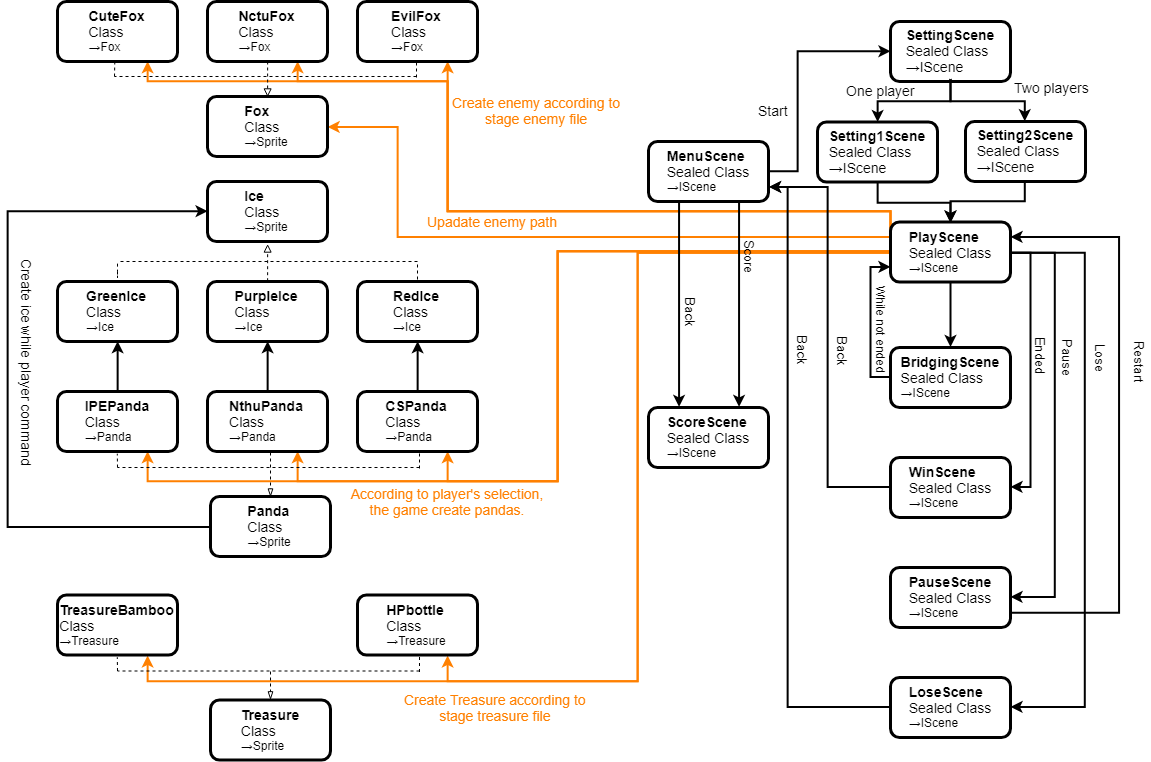 CuteFox
Class
→Fox
NctuFox
Class
→Fox
EvilFox
Class
→Fox
Create enemy according to
stage enemy file
Fox
Class
→Sprite
Ice
Class
→Sprite
Upadate enemy path
GreenIce
Class
→Ice
PurpleIce
Class
→Ice
RedIce
Class
→Ice
Create ice while player command
IPEPanda
Class
→Panda
NthuPanda
Class
→Panda
CSPanda
Class
→Panda
According to player's selection,
the game create pandas.
Panda
Class
→Sprite
TreasureBamboo
Class
→Treasure
HPbottle
Class
→Treasure
Create Treasure according to
stage treasure file
Treasure
Class
→Sprite
SettingScene
Sealed Class
→IScene
Start
One player
Two players
Setting1Scene
Sealed Class
→IScene
Setting2Scene
Sealed Class
→IScene
MenuScene
Sealed Class
→IScene
Back
Score
ScoreScene
Sealed Class
→IScene
PlayScene
Sealed Class
→IScene
While not ended
BridgingScene
Sealed Class
→IScene
Back
Back
Ended
Pause
Lose
Restart
WinScene
Sealed Class
→IScene
PauseScene
Sealed Class
→IScene
LoseScene
Sealed Class
→IScene